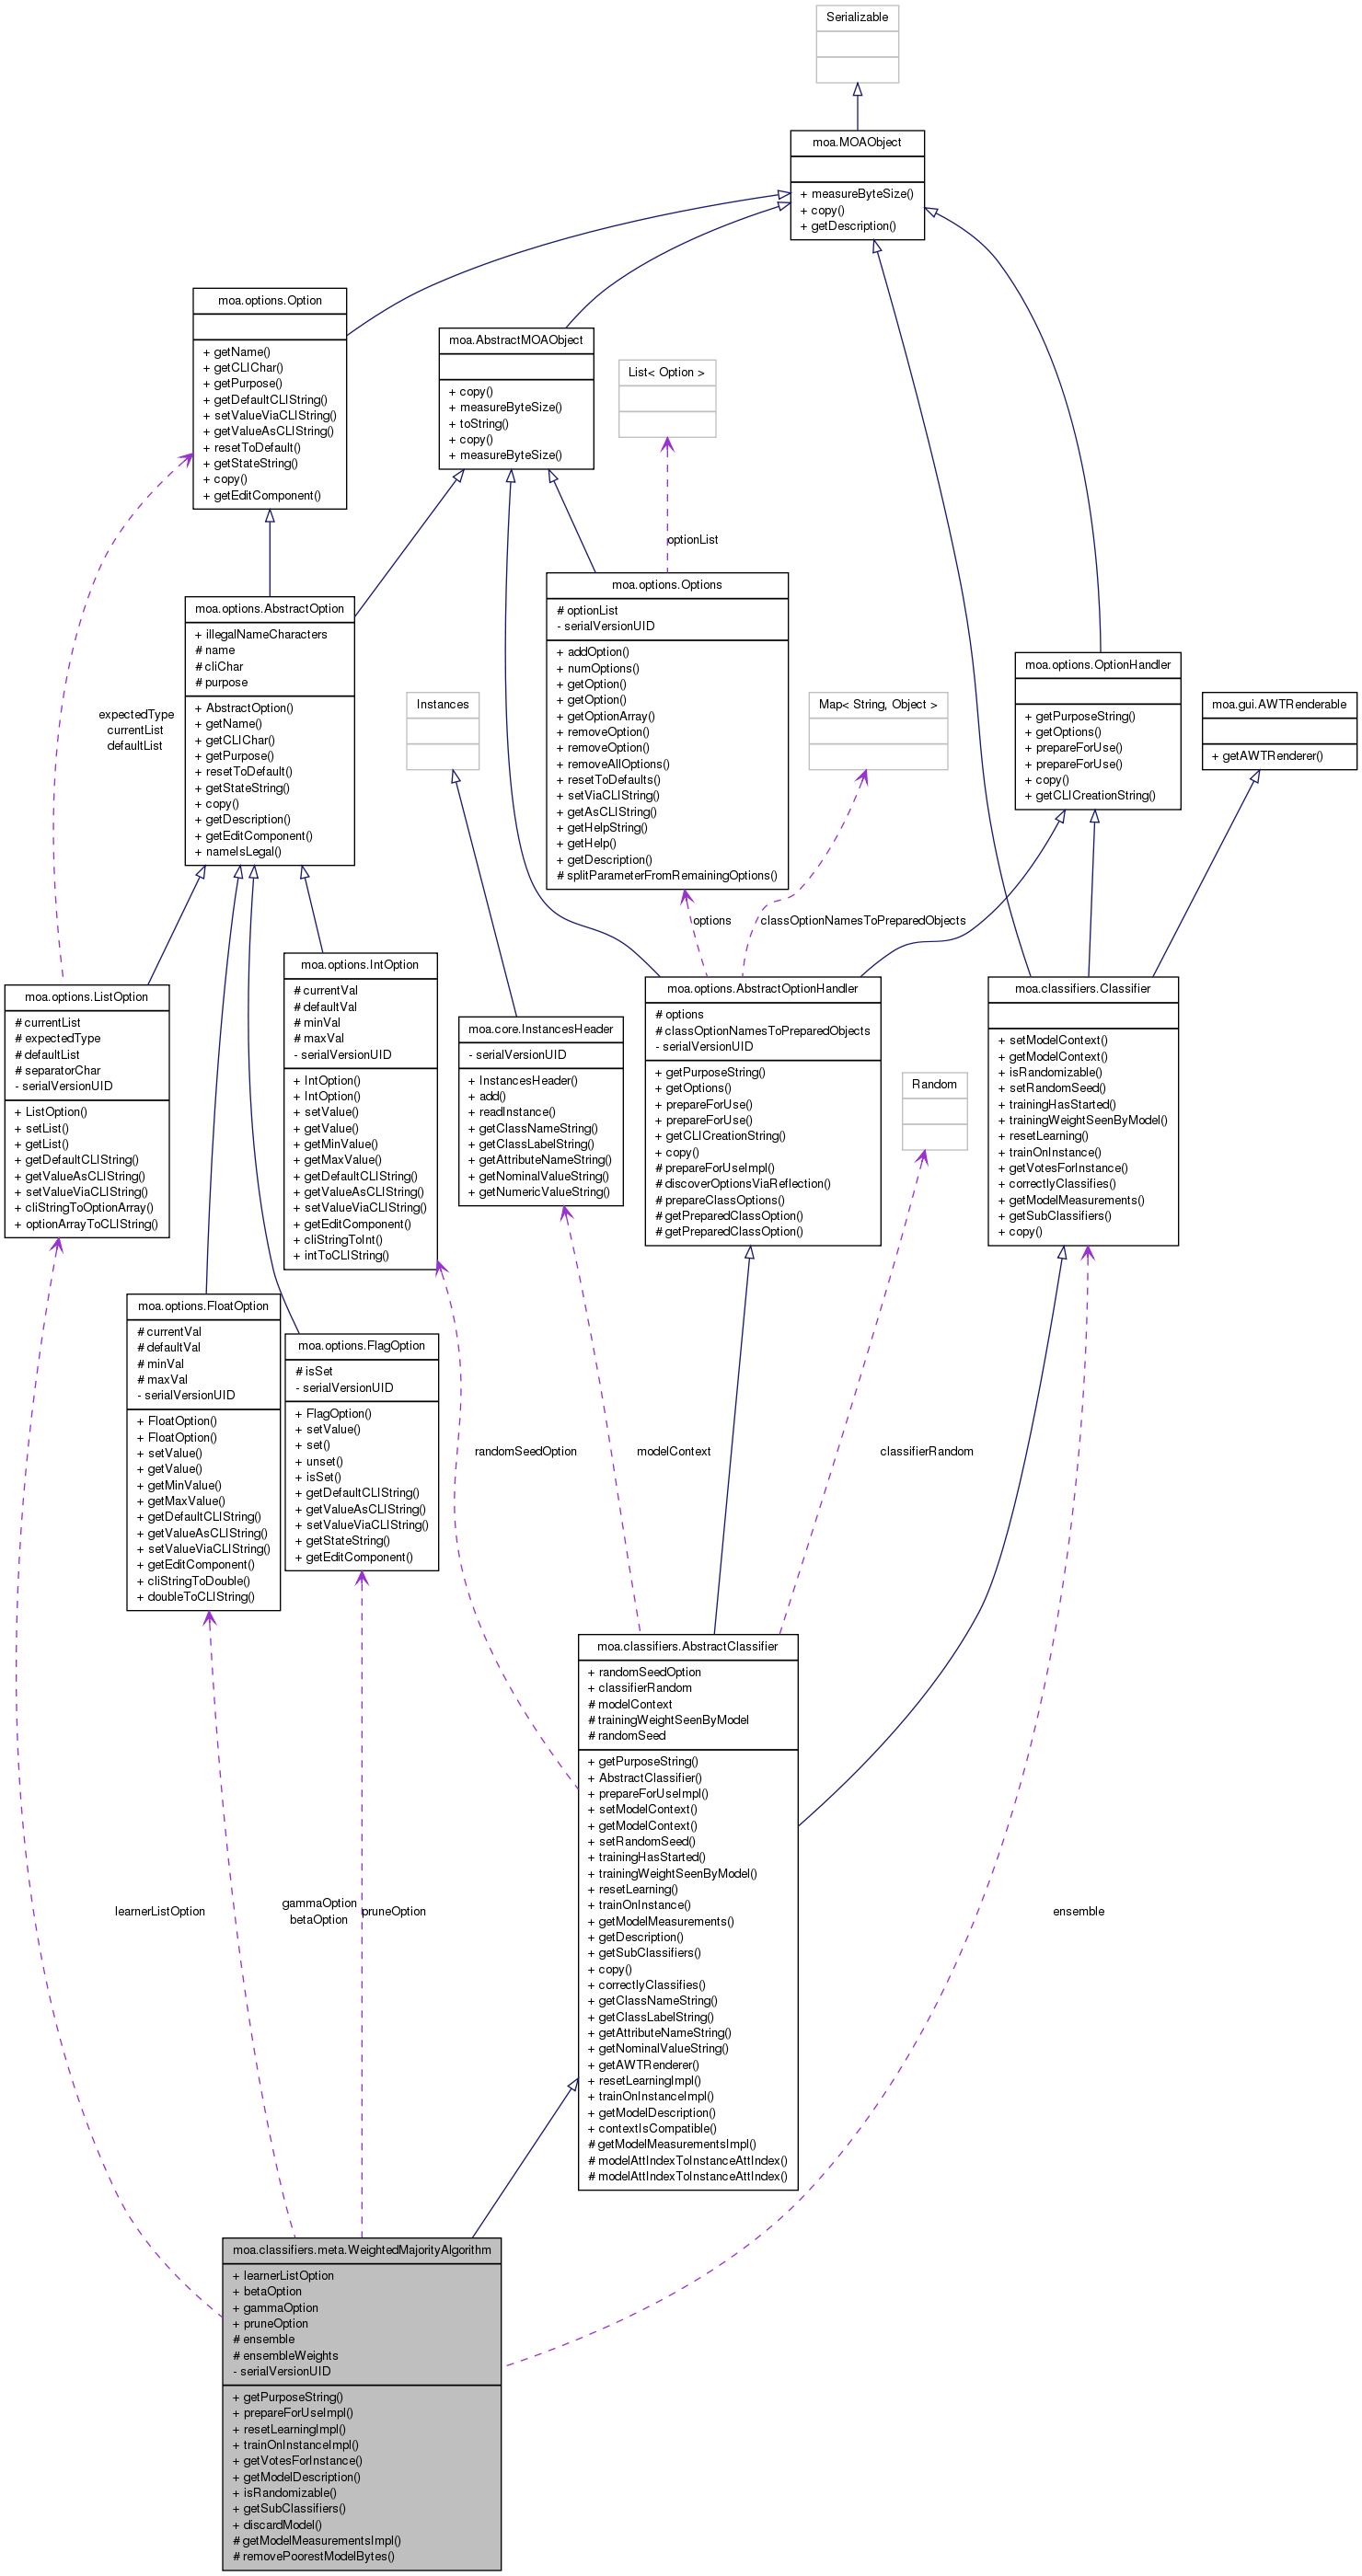 Serializable
moa.MOAObject
+ measureByteSize()
+ copy()
+ getDescription()
moa.options.Option
+ getName()
+ getCLIChar()
+ getPurpose()
+ getDefaultCLIString()
+ setValueViaCLIString()
+ getValueAsCLIString()
+ resetToDefault()
+ getStateString()
+ copy()
+ getEditComponent()
moa.AbstractMOAObject
+ copy()
+ measureByteSize()
+ toString()
+ copy()
+ measureByteSize()
List< Option >
optionList
moa.options.AbstractOption
+ illegalNameCharacters
# name
# cliChar
# purpose
+ AbstractOption()
+ getName()
+ getCLIChar()
+ getPurpose()
+ resetToDefault()
+ getStateString()
+ copy()
+ getDescription()
+ getEditComponent()
+ nameIsLegal()
moa.options.Options
# optionList
- serialVersionUID
+ addOption()
+ numOptions()
+ getOption()
+ getOption()
+ getOptionArray()
+ removeOption()
+ removeOption()
+ removeAllOptions()
+ resetToDefaults()
+ setViaCLIString()
+ getAsCLIString()
+ getHelpString()
+ getHelp()
+ getDescription()
# splitParameterFromRemainingOptions()
moa.options.OptionHandler
+ getPurposeString()
+ getOptions()
+ prepareForUse()
+ prepareForUse()
+ copy()
+ getCLICreationString()
Instances
Map< String, Object >
moa.gui.AWTRenderable
+ getAWTRenderer()
expectedType
currentList
defaultList
options
classOptionNamesToPreparedObjects
moa.options.ListOption
# currentList
# expectedType
# defaultList
# separatorChar
- serialVersionUID
+ ListOption()
+ setList()
+ getList()
+ getDefaultCLIString()
+ getValueAsCLIString()
+ setValueViaCLIString()
+ cliStringToOptionArray()
+ optionArrayToCLIString()
moa.options.IntOption
# currentVal
# defaultVal
# minVal
# maxVal
- serialVersionUID
+ IntOption()
+ IntOption()
+ setValue()
+ getValue()
+ getMinValue()
+ getMaxValue()
+ getDefaultCLIString()
+ getValueAsCLIString()
+ setValueViaCLIString()
+ getEditComponent()
+ cliStringToInt()
+ intToCLIString()
moa.core.InstancesHeader
- serialVersionUID
+ InstancesHeader()
+ add()
+ readInstance()
+ getClassNameString()
+ getClassLabelString()
+ getAttributeNameString()
+ getNominalValueString()
+ getNumericValueString()
moa.options.AbstractOptionHandler
# options
# classOptionNamesToPreparedObjects
- serialVersionUID
+ getPurposeString()
+ getOptions()
+ prepareForUse()
+ prepareForUse()
+ getCLICreationString()
+ copy()
# prepareForUseImpl()
# discoverOptionsViaReflection()
# prepareClassOptions()
# getPreparedClassOption()
# getPreparedClassOption()
Random
moa.classifiers.Classifier
+ setModelContext()
+ getModelContext()
+ isRandomizable()
+ setRandomSeed()
+ trainingHasStarted()
+ trainingWeightSeenByModel()
+ resetLearning()
+ trainOnInstance()
+ getVotesForInstance()
+ correctlyClassifies()
+ getModelMeasurements()
+ getSubClassifiers()
+ copy()
moa.options.FloatOption
# currentVal
# defaultVal
# minVal
# maxVal
- serialVersionUID
+ FloatOption()
+ FloatOption()
+ setValue()
+ getValue()
+ getMinValue()
+ getMaxValue()
+ getDefaultCLIString()
+ getValueAsCLIString()
+ setValueViaCLIString()
+ getEditComponent()
+ cliStringToDouble()
+ doubleToCLIString()
moa.options.FlagOption
# isSet
- serialVersionUID
+ FlagOption()
+ setValue()
+ set()
+ unset()
+ isSet()
+ getDefaultCLIString()
+ getValueAsCLIString()
+ setValueViaCLIString()
+ getStateString()
+ getEditComponent()
randomSeedOption
modelContext
classifierRandom
moa.classifiers.AbstractClassifier
+ randomSeedOption
+ classifierRandom
# modelContext
# trainingWeightSeenByModel
# randomSeed
+ getPurposeString()
+ AbstractClassifier()
+ prepareForUseImpl()
+ setModelContext()
+ getModelContext()
+ setRandomSeed()
+ trainingHasStarted()
+ trainingWeightSeenByModel()
+ resetLearning()
+ trainOnInstance()
+ getModelMeasurements()
+ getDescription()
+ getSubClassifiers()
+ copy()
+ correctlyClassifies()
+ getClassNameString()
+ getClassLabelString()
+ getAttributeNameString()
+ getNominalValueString()
+ getAWTRenderer()
+ resetLearningImpl()
+ trainOnInstanceImpl()
+ getModelDescription()
+ contextIsCompatible()
# getModelMeasurementsImpl()
# modelAttIndexToInstanceAttIndex()
# modelAttIndexToInstanceAttIndex()
learnerListOption
gammaOption
betaOption
pruneOption
ensemble
moa.classifiers.meta.WeightedMajorityAlgorithm
+ learnerListOption
+ betaOption
+ gammaOption
+ pruneOption
# ensemble
# ensembleWeights
- serialVersionUID
+ getPurposeString()
+ prepareForUseImpl()
+ resetLearningImpl()
+ trainOnInstanceImpl()
+ getVotesForInstance()
+ getModelDescription()
+ isRandomizable()
+ getSubClassifiers()
+ discardModel()
# getModelMeasurementsImpl()
# removePoorestModelBytes()